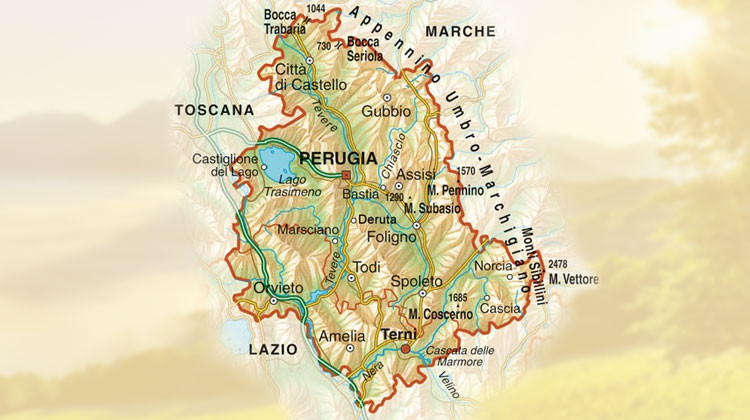 1044
Bocca
Trabaria
730
Bocca
Seriola
Appennino Umbro-Marchigiano
MARCHE
Città
di Castello
Tevere
Gubbio
TOSCANA
Castiglione
del Lago
Lago
Trasimeno
PERUGIA
Chiascio
Assisi
1570
M. Pennino
Bastia
1290
M. Subasio
Deruta
Marsciano
Foligno
Tevere
Todi
Norcia
Monti Sibillini
2478
M. Vettore
Orvieto
Spoleto
1685
M. Coscerno
Cascia
LAZIO
Amelia
Terni
Cascata delle
Marmore
Nera
Velino